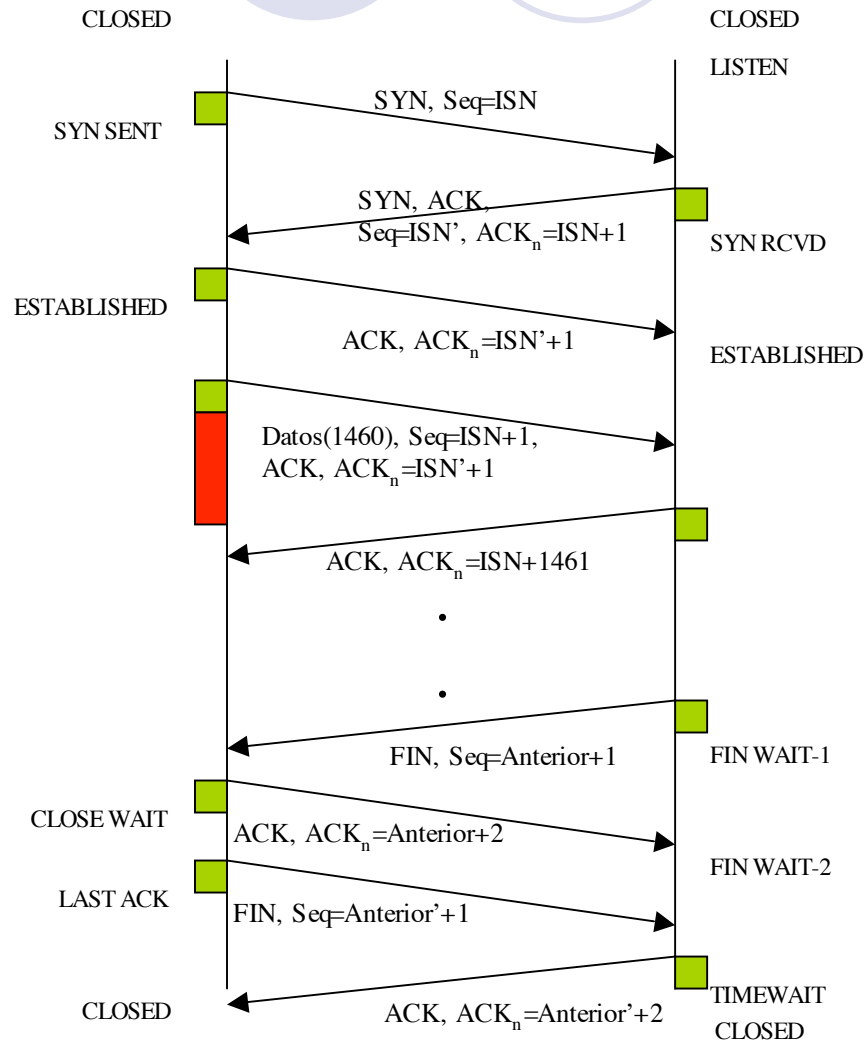 CLOSED
CLOSED
LISTEN
SYN, Seq=ISN
SYN SENT
SYN, ACK,
Seq=ISN’, ACKn=ISN+1
SYN RCVD
ESTABLISHED
ACK, ACKn=ISN’+1
ESTABLISHED
Datos(1460), Seq=ISN+1,
ACK, ACKn=ISN’+1
ACK, ACKn=ISN+1461
FIN, Seq=Anterior+1
FIN WAIT-1
CLOSE WAIT
ACK, ACKn=Anterior+2
FIN WAIT-2
LAST ACK
FIN, Seq=Anterior’+1
TIMEWAIT
CLOSED
ACK, ACKn=Anterior’+2
CLOSED